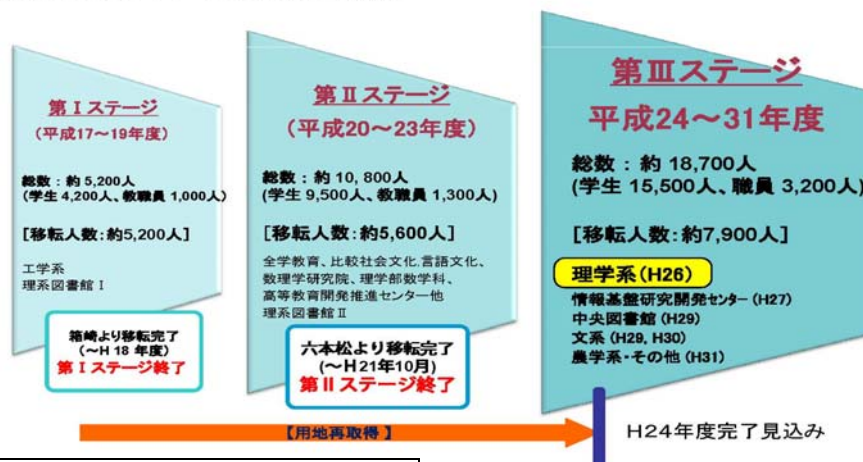 第Ⅰステージ
(平成17～19年度)
総数：約5,200人
(学生 4,200人、教職員 1,000人)
[移転人数：約5,200人]
工学系
理系図書館Ⅰ
箱崎より移転完了
(～H 18 年度)
第Ⅰステージ終了
第Ⅱステージ
(平成20～23年度)
総数：約 10, 800人
(学生 9,500人、教職員 1,300人)
[移転人数：約5,600人]
全学教育、比較社会文化､言語文化、
数理学研究院、理学部数学科、
高等教育開発推進センター他
理系図書館Ⅱ
六本松より移転完了
(～H 21年10月)
第Ⅱステージ終了
第Ⅲステージ
平成24～31年度
総数：約 18,700人
(学生 15,500人、職員 3,200人)
[移転人数：約7,900人]
理学系(H26)
情報基盤研究開発センター (H27)
中央図書館 (H29)
文系 (H29, H30)
農学系・その他 (H31)
【用地再取得】
H24年度完了見込み